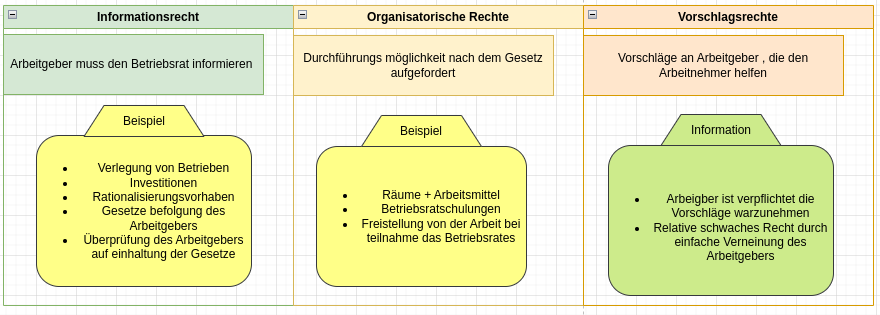 Informationsrecht
Arbeitgeber muss den Betriebsrat informieren
Beispiel
Verlegung von Betrieben
Investitionen
Rationalisierungsvorhaben
Gesetze befolgung des
Arbeitgebers
Überprüfung des Arbeitgebers
auf einhaltung der Gesetze
Organisatorische Rechte
Durchführungs möglichkeit nach dem Gesetz
aufgefordert
Beispiel
Räume + Arbeitsmittel
Betriebsratschulungen
Freistellung von der Arbeit bei
teilnahme das Betriebsrates
Vorschlagsrechte
Vorschläge an Arbeitgeber , die den
Arbeitnehmer helfen
Information
Arbeigber ist verpflichtet die
Vorschläge warzunehmen
Relative schwaches Recht durch
einfache Verneinung des
Arbeitgebers